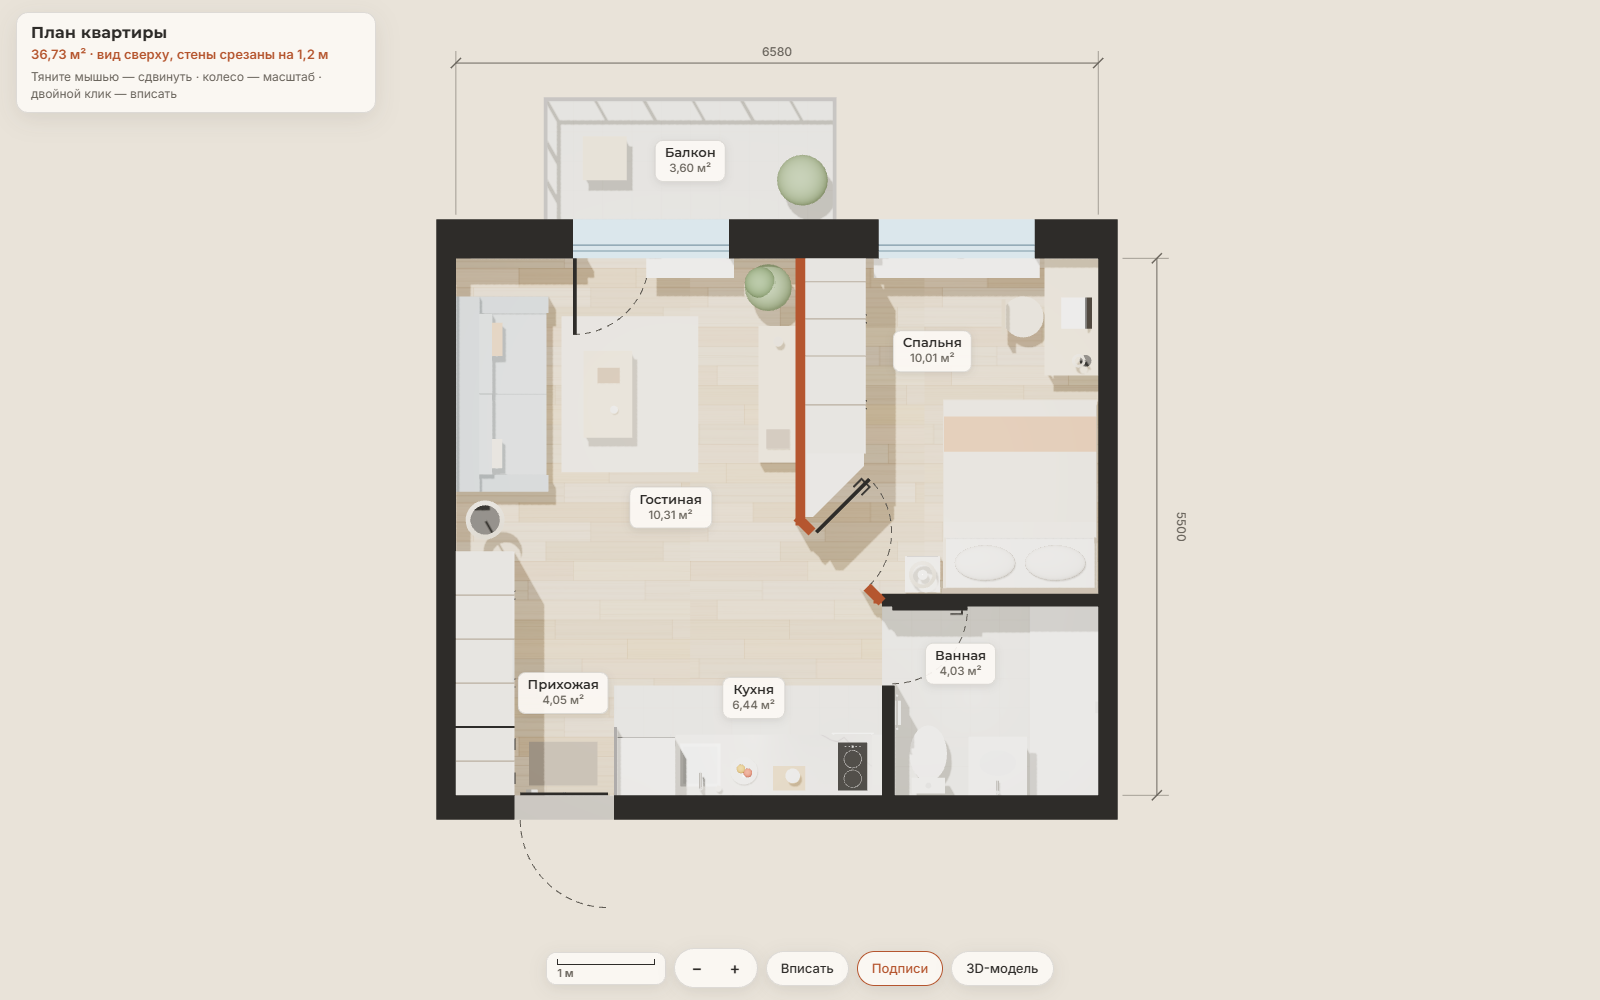 План квартиры
36,73 м² · вид сверху, стены срезаны на 1,2 м
Тяните мышью — сдвинуть · колесо — масштаб ·
двойной клик — вписать
6580
Балкон
3,60 м²
Спальня
10,01 м²
Гостиная
10,31 м²
5500
Ванная
4,03 м²
Прихожая
4,05 м²
Кухня
6,44 м²
1 м
−
+
Вписать
Подписи
3D-модель